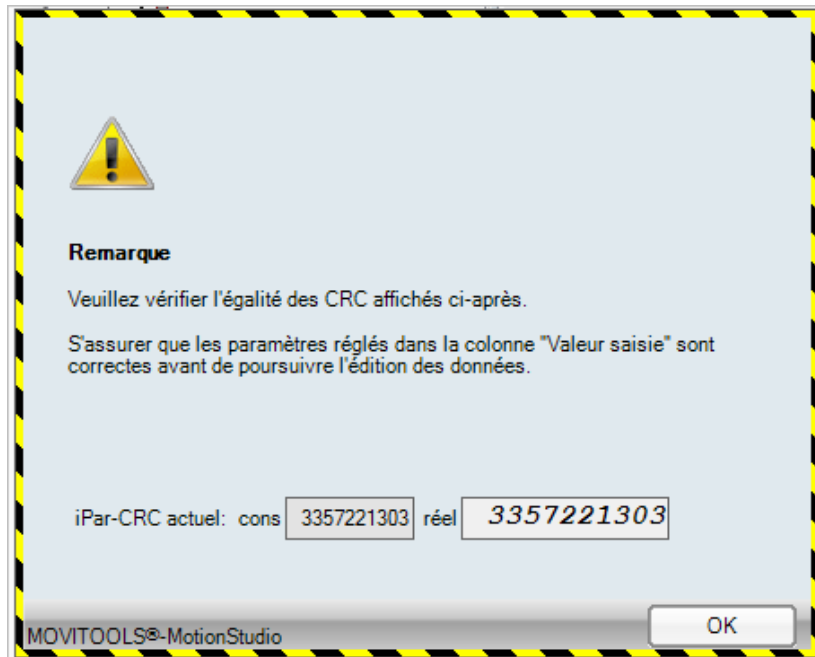 Remarque
Veuillez vérifier l'égalité des CRC affichés ci-après.
S'assurer que les paramètres réglés dans la colonne "Valeur saisie" sont
correctes avant de poursuivre l'édition des données.
iPar-CRC actuel: cons 3357221303 réel 3357221303
OK
MOVITOOLS®-MotionStudio